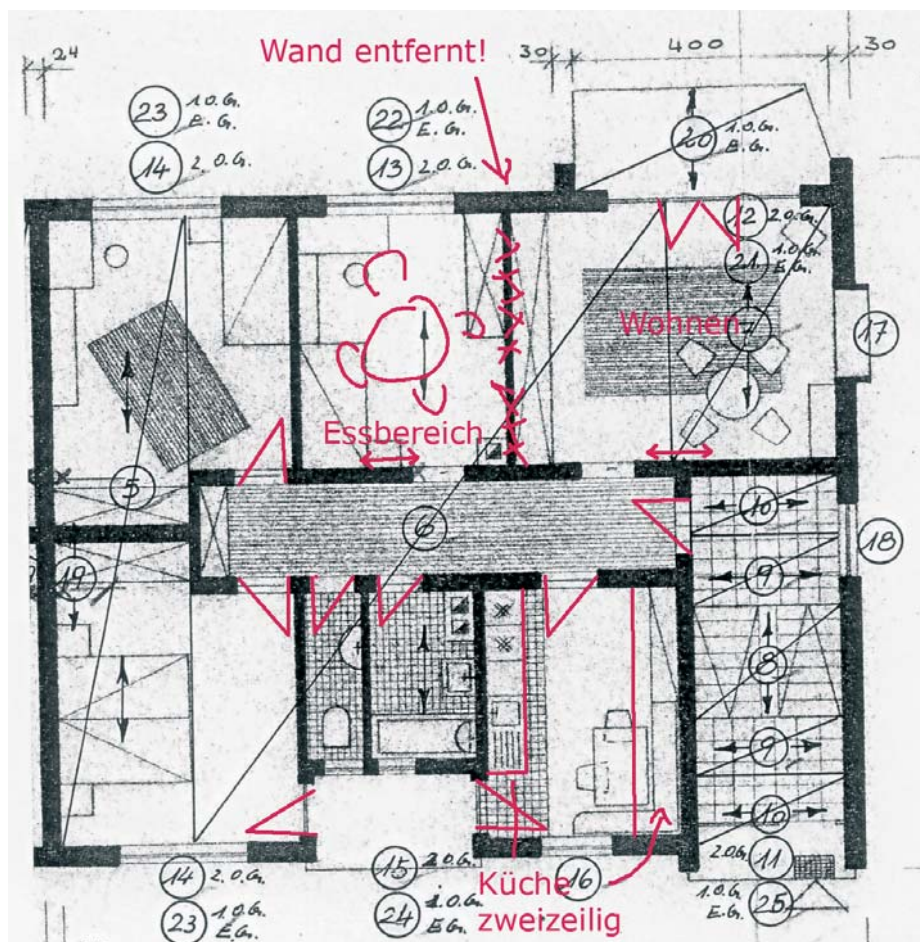 24
Wand entfernt!
30
400
30
23 1.O.G.
E.G.
14 2.O.G.
22 1.O.G.
E.G.
13 2.O.G.
20 1.O.G.
E.G.
12 2.O.G.
21 1.O.G.
E.G.
Wohnen
17
Essbereich
5
6
10
18
19
9
8
9
10
14 2.O.G.
23 1.O.G.
E.G.
15 2.O.G.
24 1.O.G.
E.G.
16
Küche
zweizeilig
2.O.G. 11
1.O.G.
E.G. 25